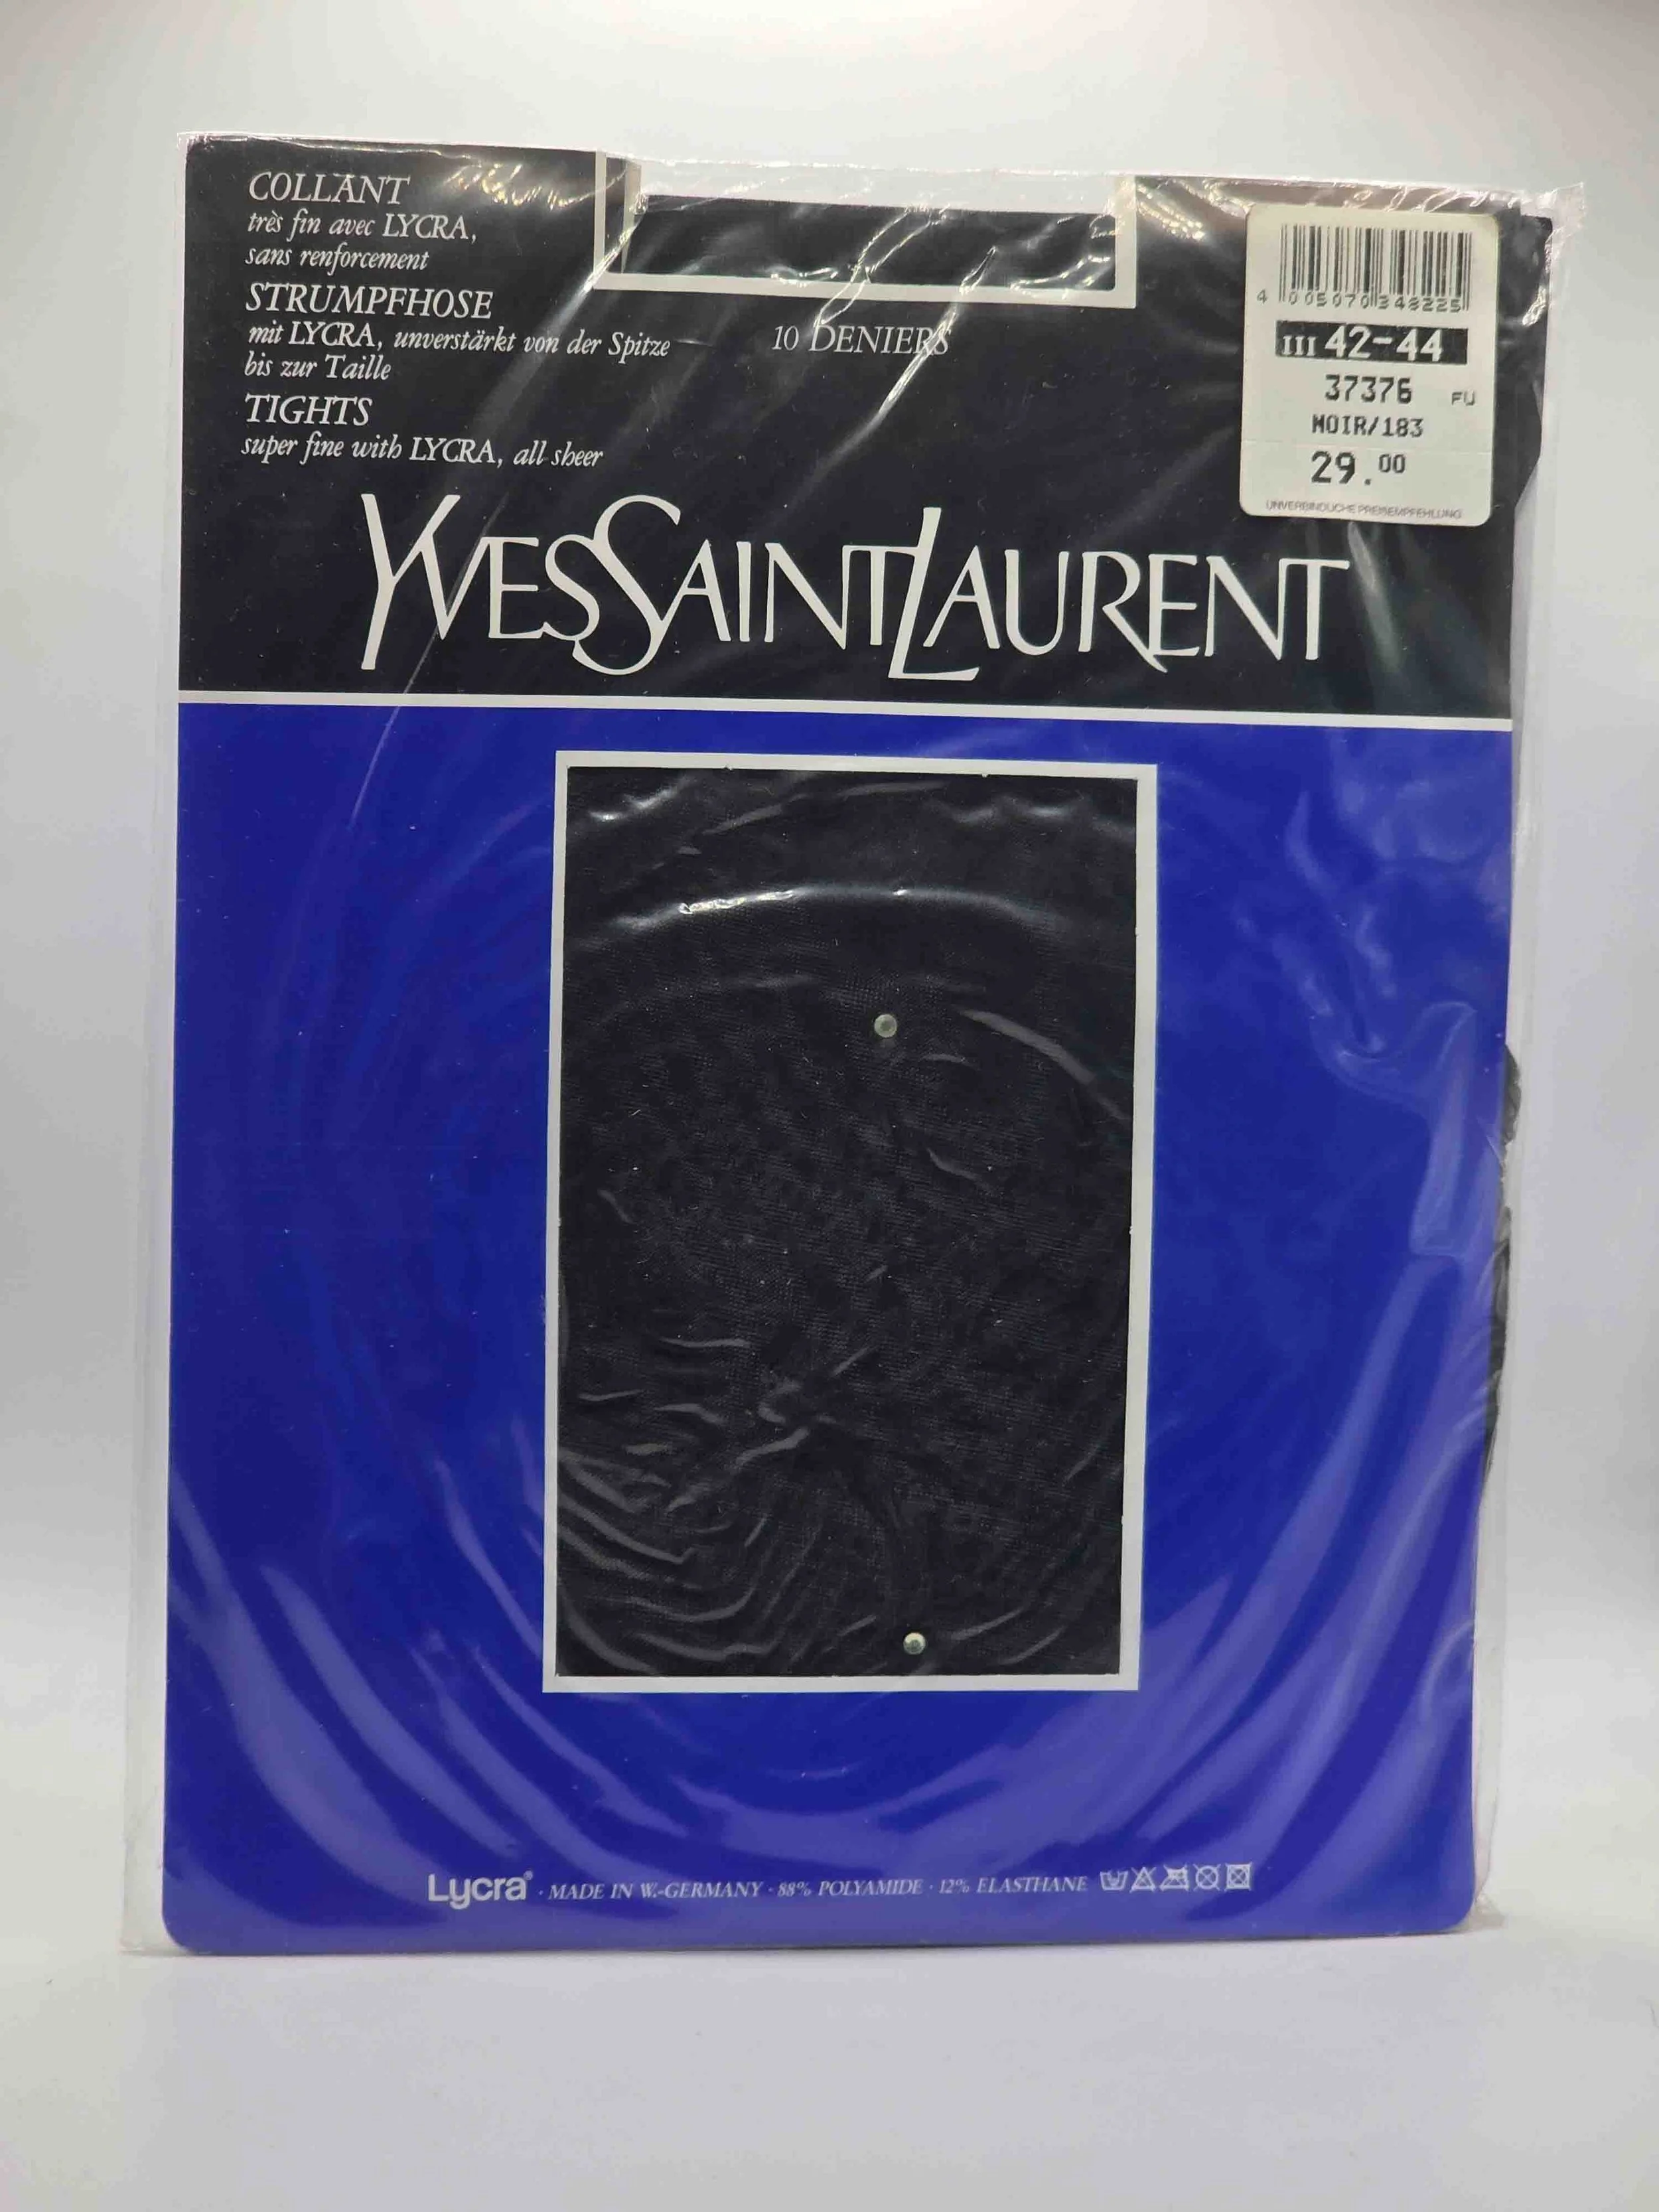 COLLANT
très fin avec LYCRA,
sans renforcement
STRUMPFHOSE
mit LYCRA, unverstärkt von der Spitze
bis zur Taille
TIGHTS
super fine with LYCRA, all sheer
10 DENIERS
4 005070 348225
III 42-44
37376 FU
NOIR/183
29.00
UNVERBINDLICHE PREISEMPFEHLUNG
YVESSAINTLAURENT
Lycra® · MADE IN W.-GERMANY · 88% POLYAMIDE · 12% ELASTHANE